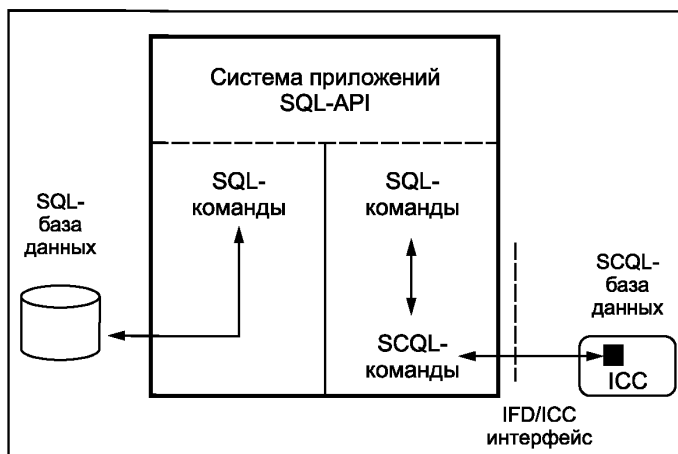 Система приложений
SQL-API
SQL-
база
данных
SQL-
команды
SQL-
команды
SCQL-
команды
SCQL-
база
данных
ICC
IFD/ICC
интерфейс